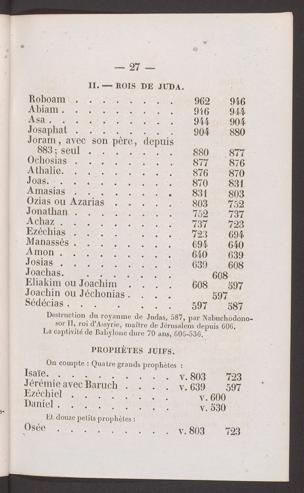 — 27 —
II. — ROIS DE JUDA.
Roboam . . . . . . . . . 962 946
Abiam . . . . . . . . . 946 944
Asa . . . . . . . . . . 944 904
Josaphat . . . . . . . . 904 880
Joram, avec son père, depuis
883; seul . . . . . . . 880 877
Ochosias . . . . . . . . 877 876
Athalie. . . . . . . . . 876 870
Joas. . . . . . . . . . 870 831
Amasias . . . . . . . . 831 803
Ozias ou Azarias . . . . . 803 752
Jonathan . . . . . . . . 752 737
Achaz . . . . . . . . . 737 723
Ezéchias . . . . . . . . 723 694
Manassès . . . . . . . . 694 640
Amon . . . . . . . . . 640 639
Josias . . . . . . . . . 639 608
Joachas. . . . . . . . . 608
Eliakim ou Joachim . . . . 608 597
Joachin ou Jéchonias. . . . 597
Sédécias . . . . . . . . 597 587
Destruction du royaume de Judas, 587, par Nabuchodono-
sor II, roi d'Assyrie, maître de Jérusalem depuis 606.
La captivité de Babylone dure 70 ans, 606-536.
PROPHÈTES JUIFS.
On compte : Quatre grands prophètes :
Isaïe. . . . . . . . . . v. 803 723
Jérémie avec Baruch . . . . v. 639 597
Ezéchiel . . . . . . . . v. 600
Daniel . . . . . . . . . v. 530
Et douze petits prophètes :
Osée . . . . . . . . . v. 803 723